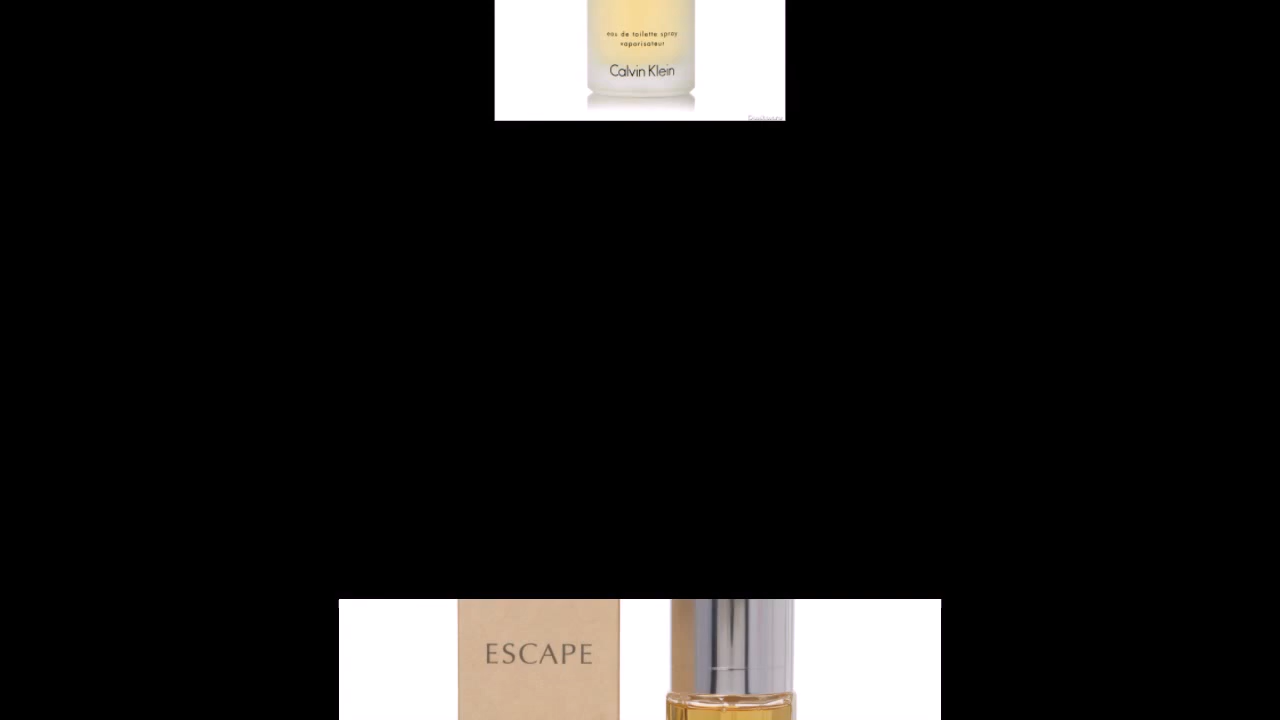 eau de toilette spray
vaporisateur
Calvin Klein
ESCAPE